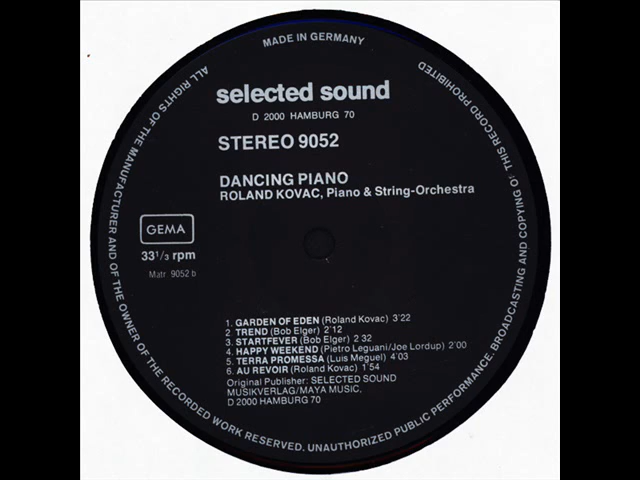 MADE IN GERMANY
ALL RIGHTS OF THE MANUFACTURER AND OF THE OWNER OF THE RECORDED WORK RESERVED. UNAUTHORIZED PUBLIC PERFORMANCE. BROADCASTING AND COPYING OF THIS RECORD PROHIBITED
selected sound
D 2000 HAMBURG 70
STEREO 9052
DANCING PIANO
ROLAND KOVAC, Piano & String-Orchestra
GEMA
33 1/3 rpm
Matr. 9052 b
1. GARDEN OF EDEN (Roland Kovac) 3'22
2. TREND (Bob Elger) 2'12
3. STARTFEVER (Bob Elger) 2 32
4. HAPPY WEEKEND (Pietro Leguani/Joe Lordup) 2'00
5. TERRA PROMESSA (Luis Meguel) 4'03
6. AU REVOIR (Roland Kovac) 1'54
Original Publisher: SELECTED SOUND
MUSIKVERLAG/MAYA MUSIC,
D 2000 HAMBURG 70